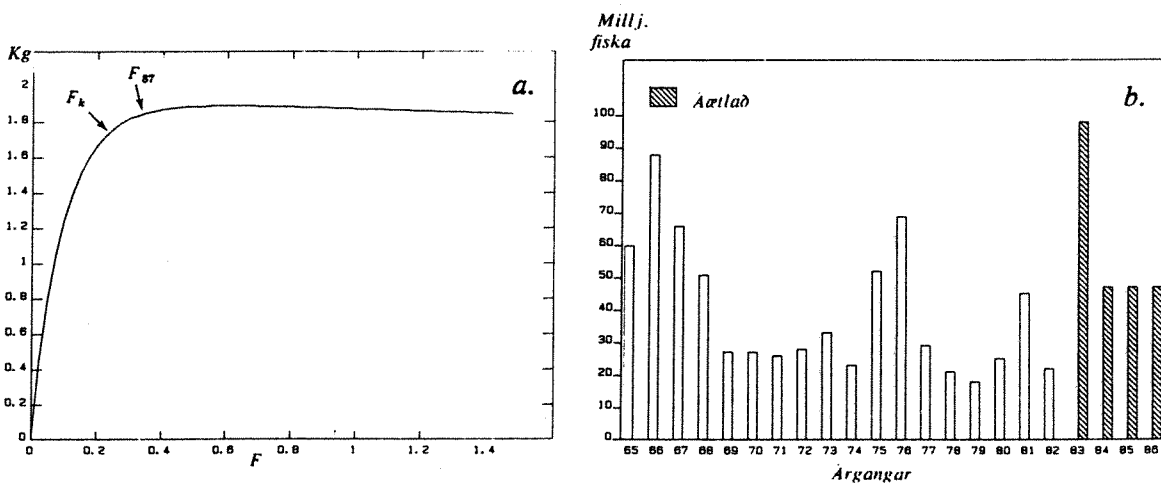 Kg
a.
F₈₇
Fₖ
2
1.8
1.6
1.4
1.2
1
0.8
0.6
0.4
0.2
0
0 0.2 0.4 0.6 0.8 1 1.2 1.4
F
Millj.
fiska
b.
Áætlað
100
90
80
70
60
50
40
30
20
10
0
65 66 67 68 69 70 71 72 73 74 75 76 77 78 79 80 81 82 83 84 85 86
Árgangar